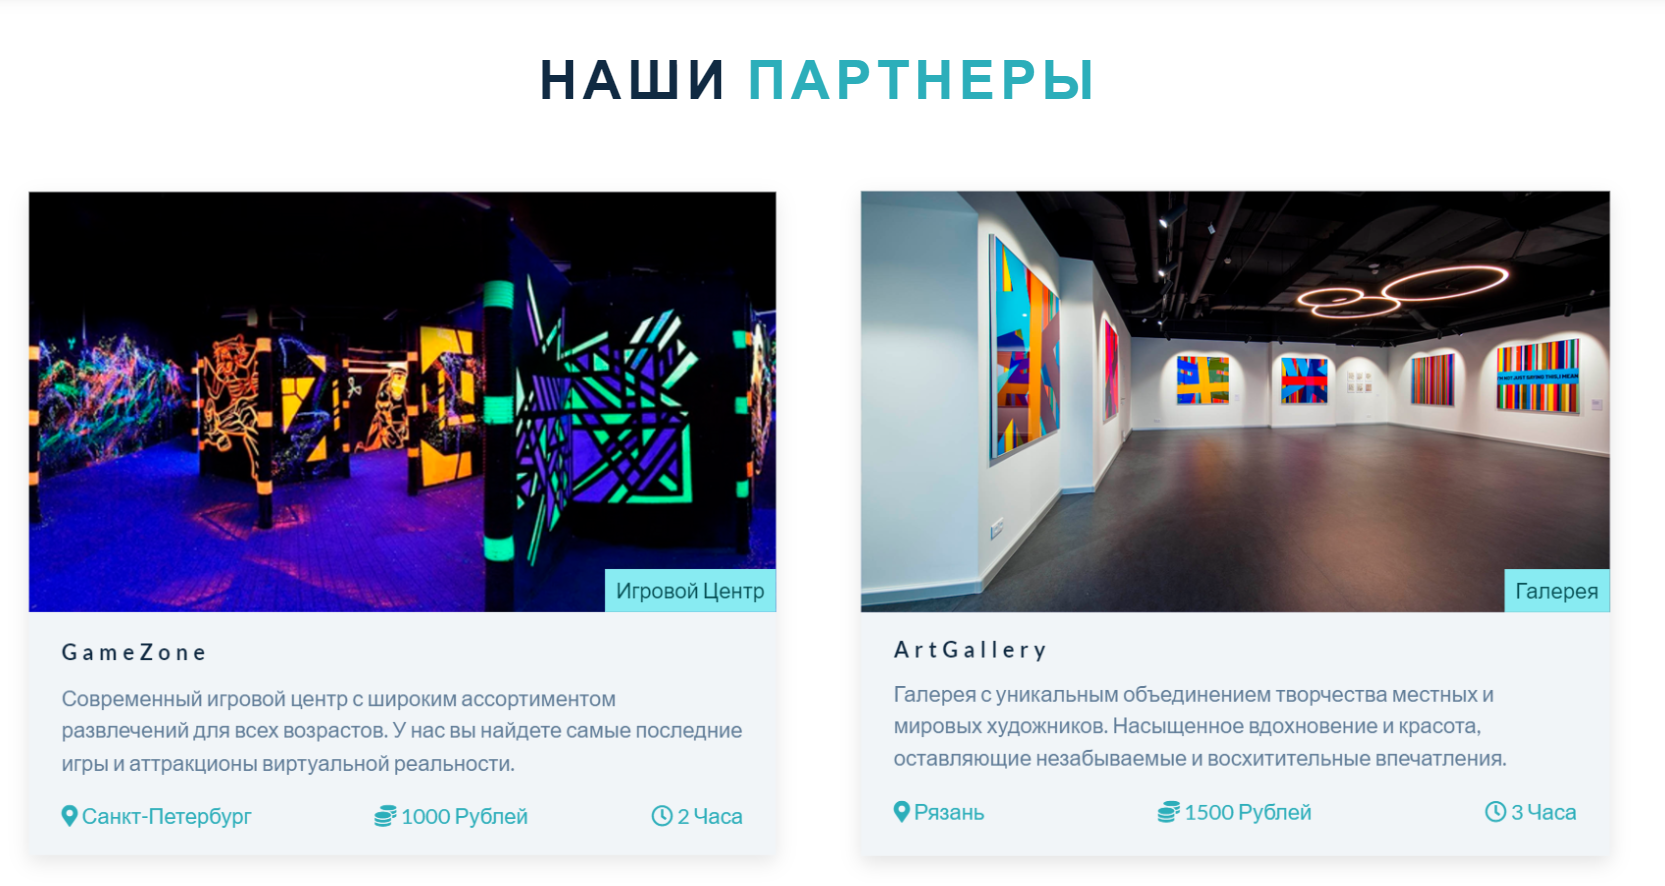 НАШИ ПАРТНЕРЫ
Игровой Центр
GameZone
Современный игровой центр с широким ассортиментом
развлечений для всех возрастов. У нас вы найдете самые последние
игры и аттракционы виртуальной реальности.
Санкт-Петербург 1000 Рублей 2 Часа
Галерея
ArtGallery
Галерея с уникальным объединением творчества местных и
мировых художников. Насыщенное вдохновение и красота,
оставляющие незабываемые и восхитительные впечатления.
Рязань 1500 Рублей 3 Часа